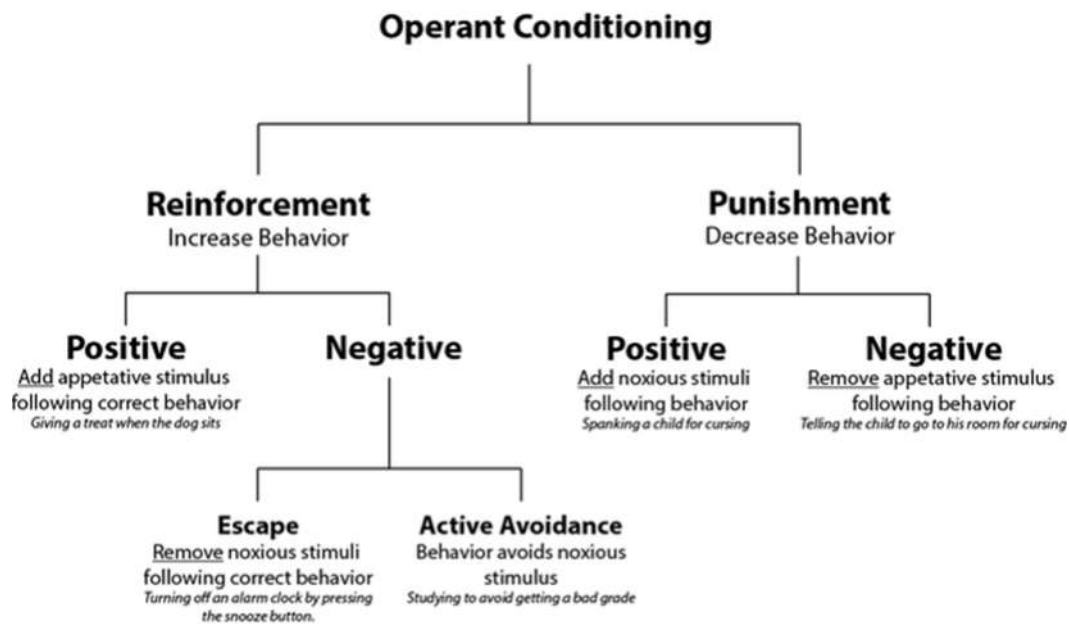 Operant Conditioning
Reinforcement
Increase Behavior
Punishment
Decrease Behavior
Positive
Add appetative stimulus
following correct behavior
Giving a treat when the dog sits
Negative
Positive
Add noxious stimuli
following behavior
Spanking a child for cursing
Negative
Remove appetative stimulus
following behavior
Telling the child to go to his room for cursing
Escape
Remove noxious stimuli
following correct behavior
Turning off an alarm clock by pressing
the snooze button.
Active Avoidance
Behavior avoids noxious
stimulus
Studying to avoid getting a bad grade